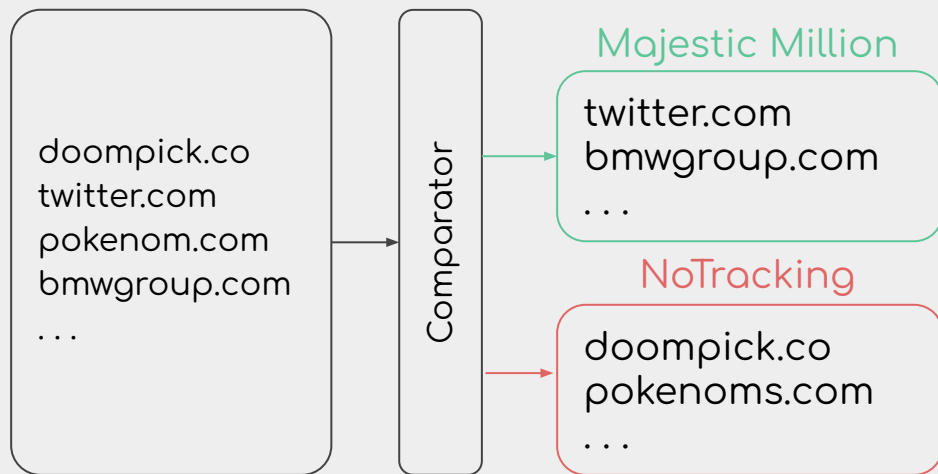 doompick.co
twitter.com
pokenom.com
bmwgroup.com
. . .
Comparator
Majestic Million
twitter.com
bmwgroup.com
. . .
NoTracking
doompick.co
pokenoms.com
. . .